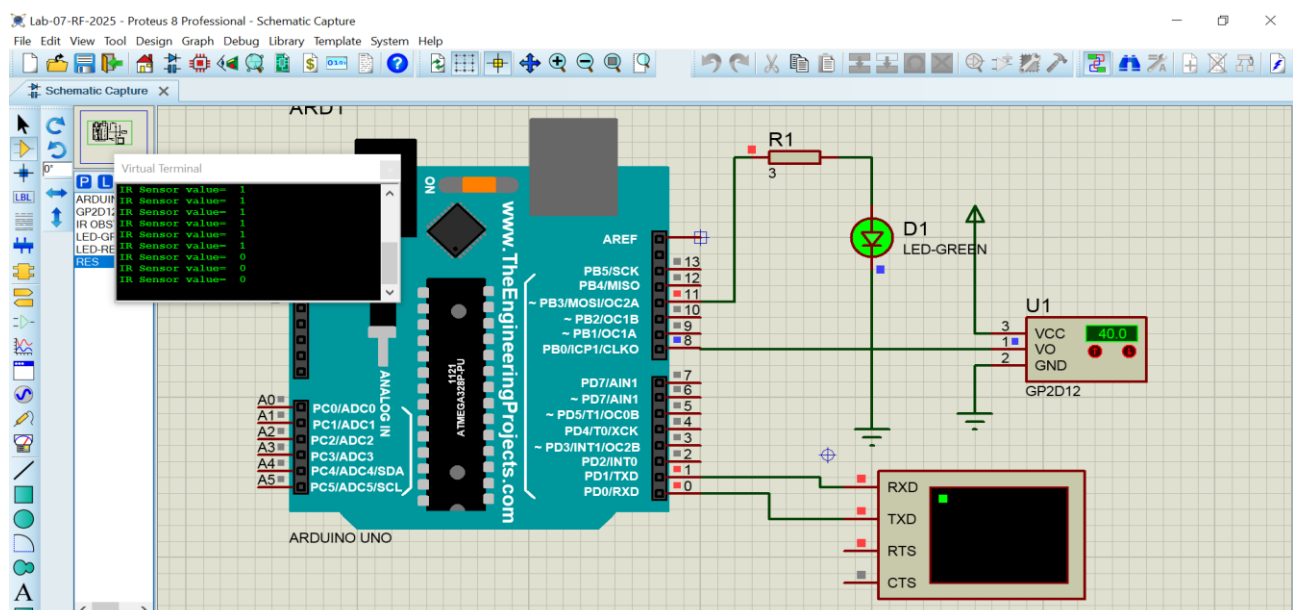 Lab-07-RF-2025 - Proteus 8 Professional - Schematic Capture
File Edit View Tool Design Graph Debug Library Template System Help
Schematic Capture
0°
P L
ARDUIN
GP2D12
IR OBS
LED-GR
LED-RE
RES
LBL
A
Virtual Terminal
IR Sensor value= 1
IR Sensor value= 1
IR Sensor value= 1
IR Sensor value= 1
IR Sensor value= 1
IR Sensor value= 1
IR Sensor value= 0
IR Sensor value= 0
IR Sensor value= 0
ARD1
ON
www.TheEngineeringProjects.com
1121
ATMEGA328P-PU
ANALOG IN
AREF
PB5/SCK 13
PB4/MISO 12
~ PB3/MOSI/OC2A 11
~ PB2/OC1B 10
~ PB1/OC1A 9
PB0/ICP1/CLKO 8
PD7/AIN1 7
~ PD7/AIN1 6
~ PD5/T1/OC0B 5
PD4/T0/XCK 4
~ PD3/INT1/OC2B 3
PD2/INT0 2
PD1/TXD 1
PD0/RXD 0
A0 PC0/ADC0
A1 PC1/ADC1
A2 PC2/ADC2
A3 PC3/ADC3
A4 PC4/ADC4/SDA
A5 PC5/ADC5/SCL
ARDUINO UNO
R1
3
D1
LED-GREEN
U1
3 VCC 40.0
1 VO
2 GND
GP2D12
RXD
TXD
RTS
CTS